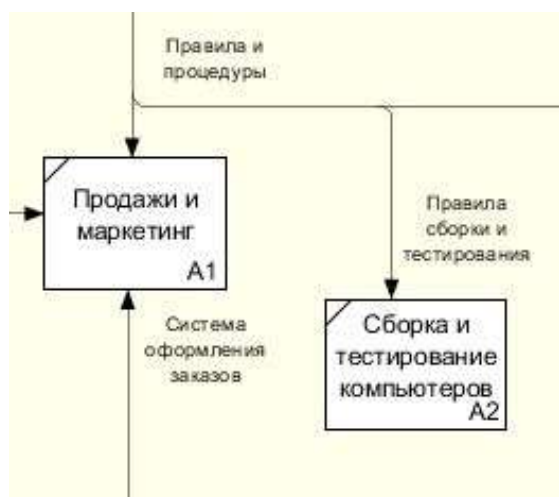 Правила и
процедуры
Продажи и
маркетинг
A1
Правила
сборки и
тестирования
Система
оформления
заказов
Сборка и
тестирование
компьютеров
A2